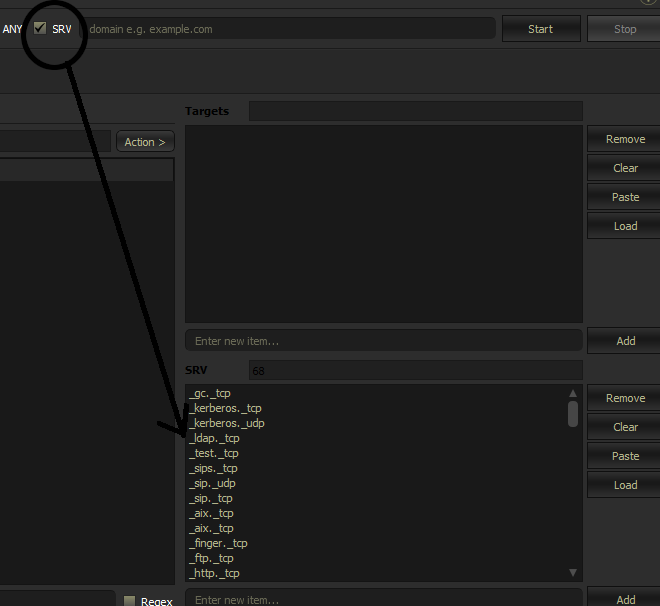 ANY SRV domain e.g. example.com Start Stop
Targets
Action >
Remove
Clear
Paste
Load
Enter new item... Add
SRV 68
_gc._tcp
_kerberos._tcp
_kerberos._udp
_ldap._tcp
_test._tcp
_sips._tcp
_sip._udp
_sip._tcp
_aix._tcp
_aix._tcp
_finger._tcp
_ftp._tcp
_http._tcp
Remove
Clear
Paste
Load
Regex Enter new item... Add